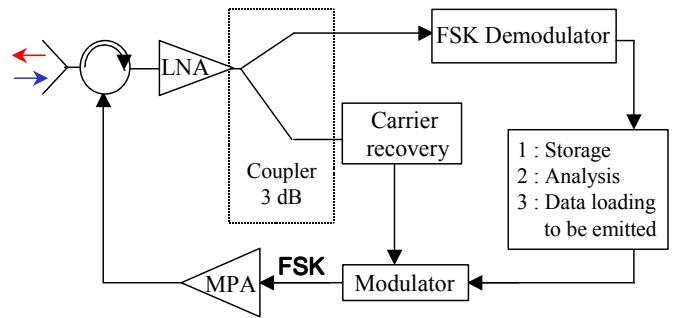 LNA
FSK Demodulator
Coupler
3 dB
Carrier
recovery
1 : Storage
2 : Analysis
3 : Data loading
to be emitted
MPA
FSK
Modulator